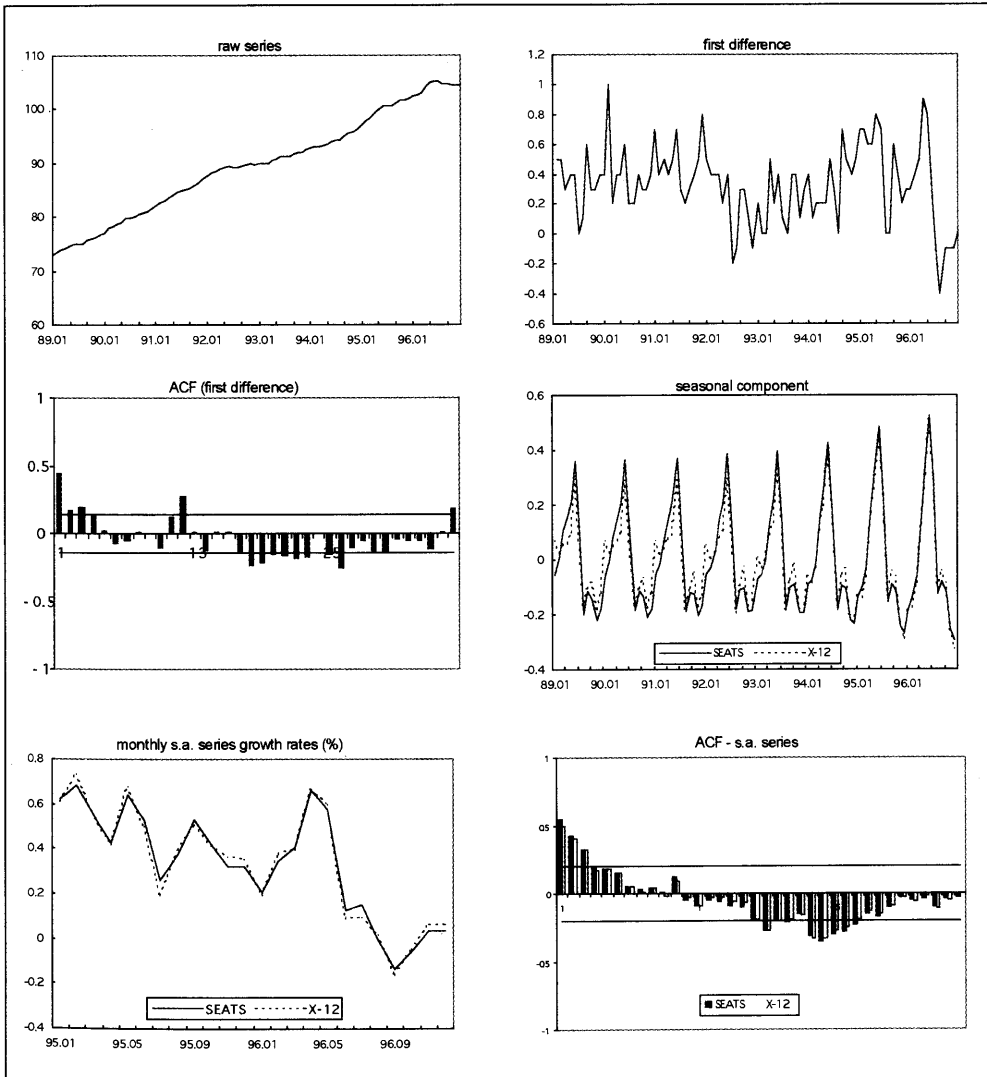 raw series
110
100
90
80
70
60
89.01 90.01 91.01 92.01 93.01 94.01 95.01 96.01
first difference
1.2
1
0.8
0.6
0.4
0.2
0
-0.2
-0.4
-0.6
89.01 90.01 91.01 92.01 93.01 94.01 95.01 96.01
ACF (first difference)
1
0.5
0
-0.5
-1
1 13 25
seasonal component
0.6
0.4
0.2
0
-0.2
-0.4
SEATS X-12
89.01 90.01 91.01 92.01 93.01 94.01 95.01 96.01
monthly s.a. series growth rates (%)
0.8
0.6
0.4
0.2
0
-0.2
-0.4
SEATS X-12
95.01 95.05 95.09 96.01 96.05 96.09
ACF - s.a. series
1
05
0
-05
-1
1
SEATS X-12